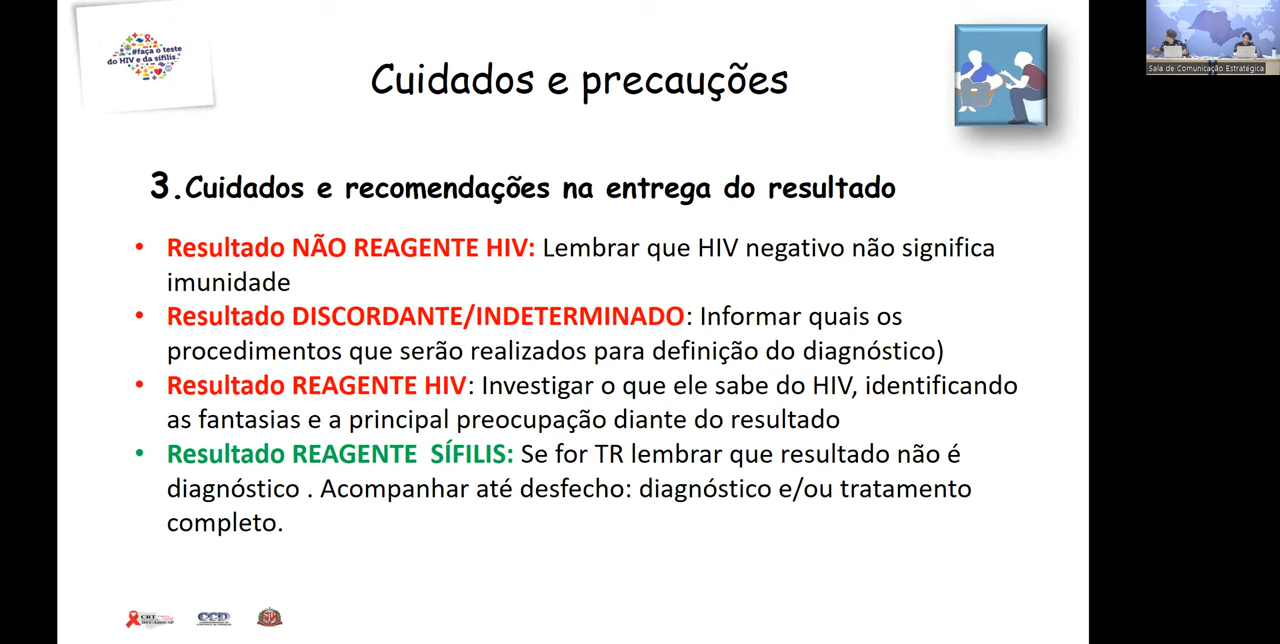 #faça o teste
do HIV e da sífilis
Cuidados e precauções
Sala de Comunicação Estratégica
3.Cuidados e recomendações na entrega do resultado
• Resultado NÃO REAGENTE HIV: Lembrar que HIV negativo não significa
imunidade
• Resultado DISCORDANTE/INDETERMINADO: Informar quais os
procedimentos que serão realizados para definição do diagnóstico)
• Resultado REAGENTE HIV: Investigar o que ele sabe do HIV, identificando
as fantasias e a principal preocupação diante do resultado
• Resultado REAGENTE SÍFILIS: Se for TR lembrar que resultado não é
diagnóstico . Acompanhar até desfecho: diagnóstico e/ou tratamento
completo.
CRT
CCD